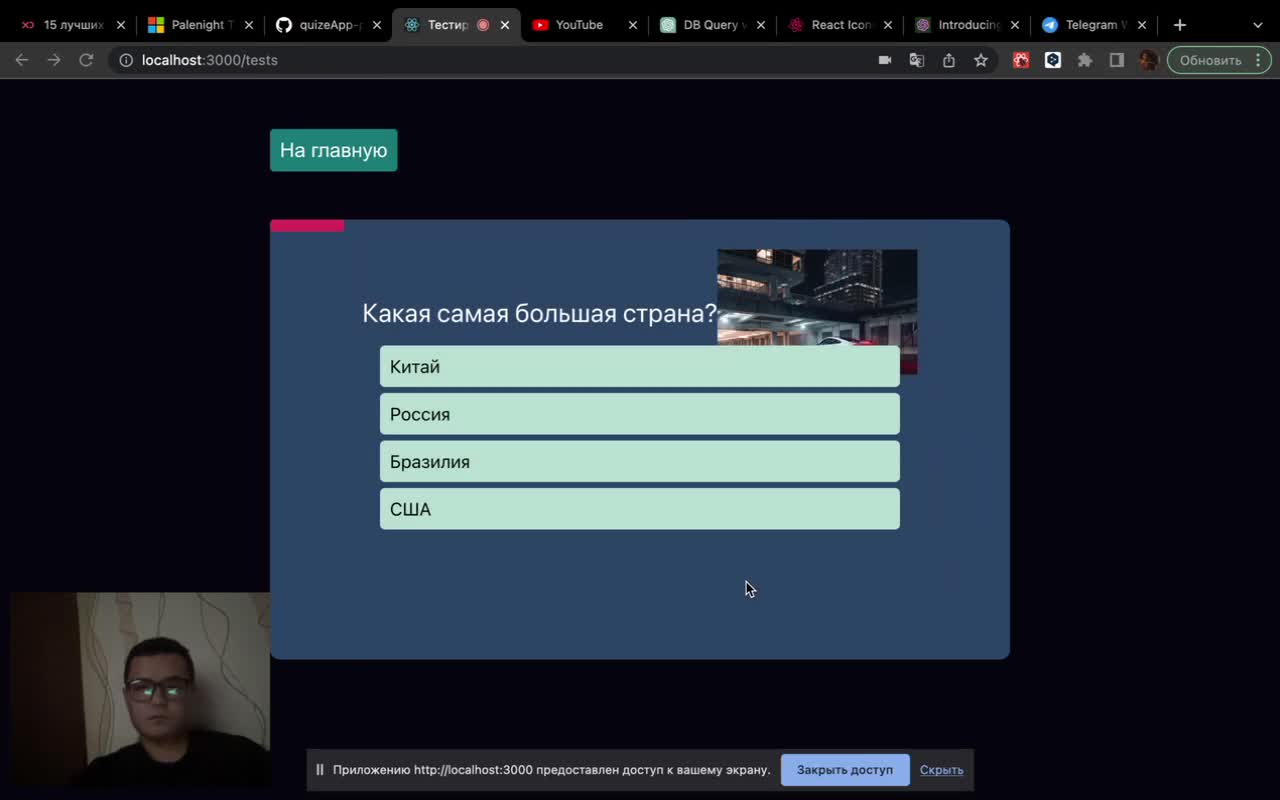 15 лучших
Palenight T
quizeApp-
Тестир
YouTube
DB Query
React Icon
Introducing
Telegram W
localhost:3000/tests
Обновить
На главную
Какая самая большая страна?
Китай
Россия
Бразилия
США
Приложению http://localhost:3000 предоставлен доступ к вашему экрану.
Закрыть доступ
Скрыть